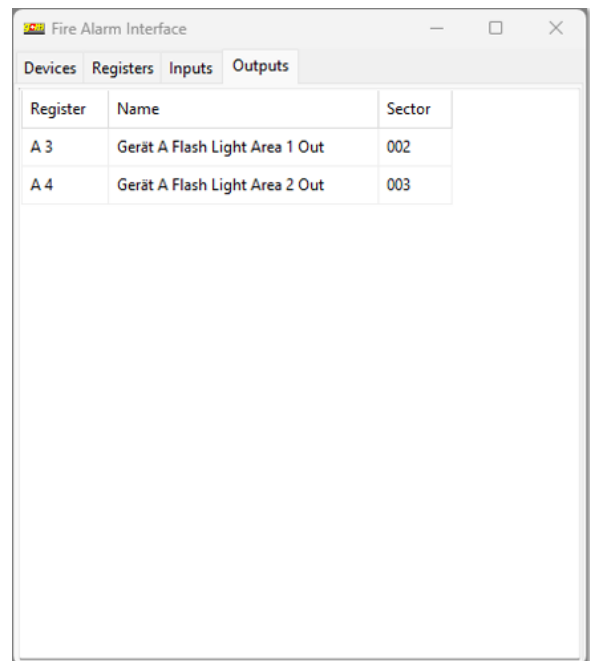 Fire Alarm Interface
Devices Registers Inputs Outputs
Register Name Sector
A 3 Gerät A Flash Light Area 1 Out 002
A 4 Gerät A Flash Light Area 2 Out 003